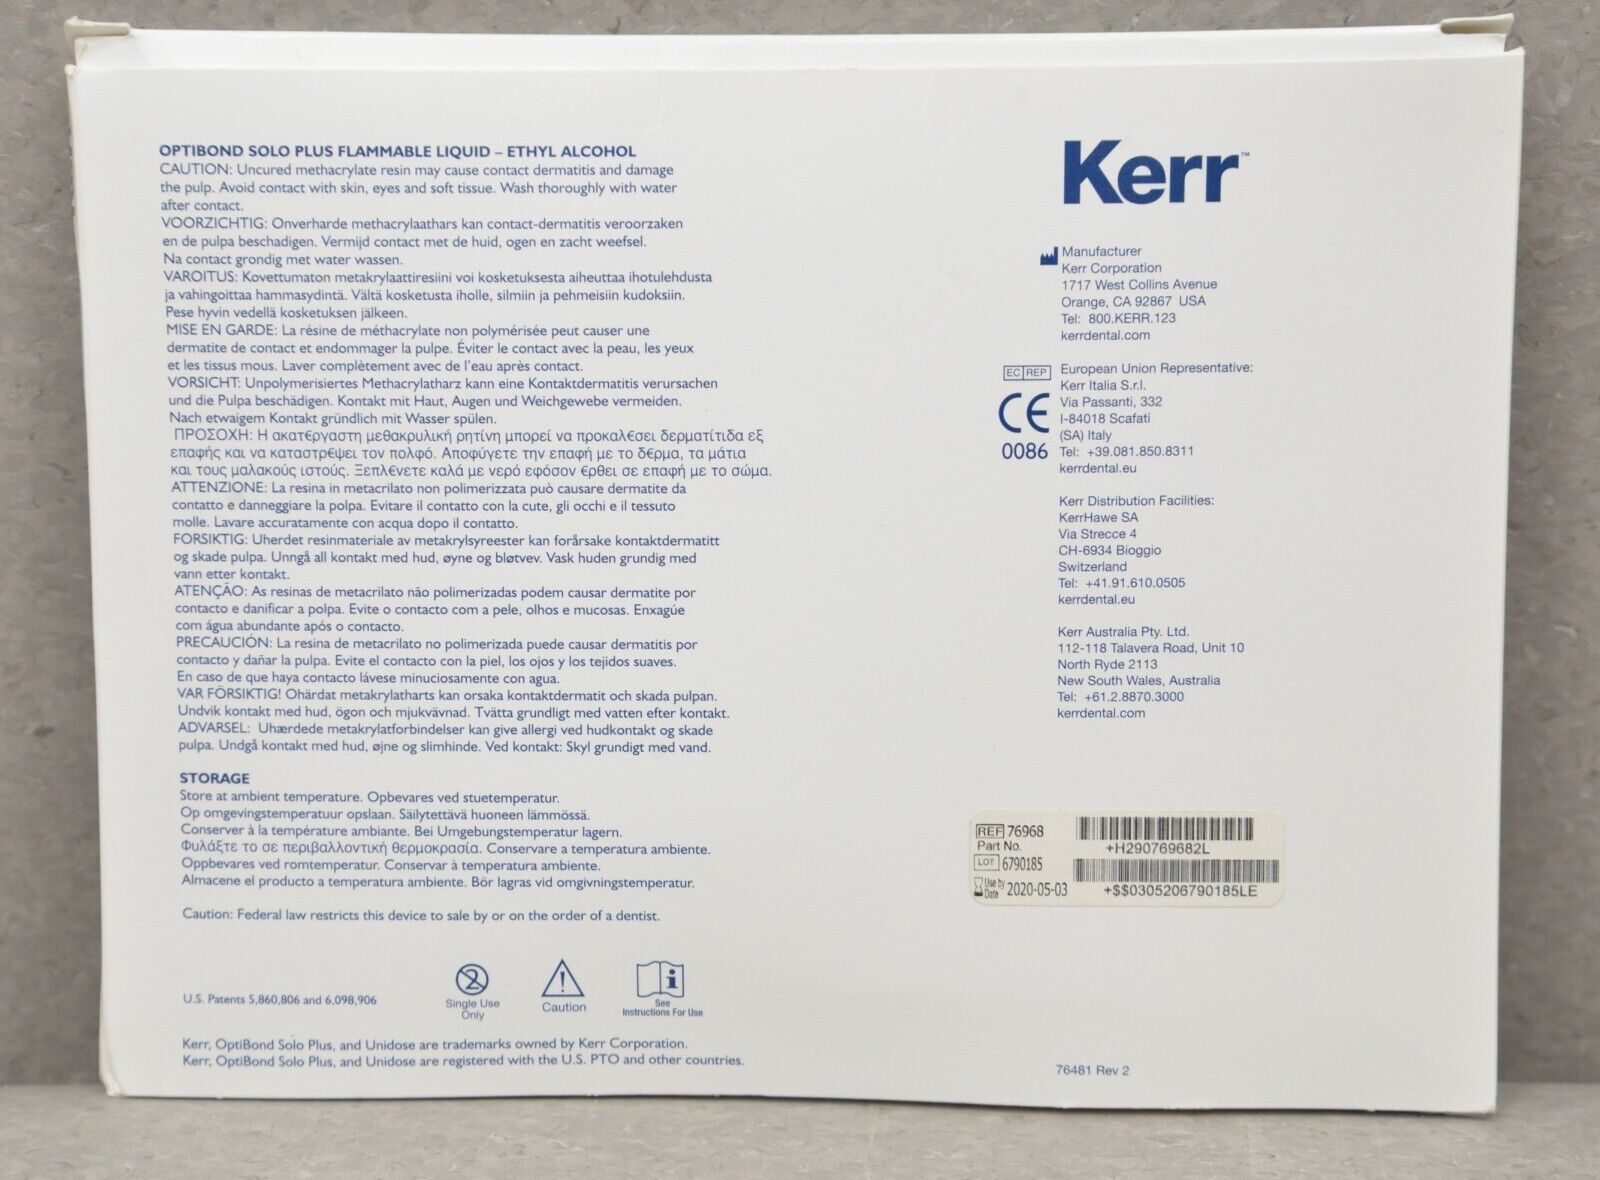 OPTIBOND SOLO PLUS FLAMMABLE LIQUID – ETHYL ALCOHOL
CAUTION: Uncured methacrylate resin may cause contact dermatitis and damage
the pulp. Avoid contact with skin, eyes and soft tissue. Wash thoroughly with water
after contact.
VOORZICHTIG: Onverharde methacrylaathars kan contact-dermatitis veroorzaken
en de pulpa beschadigen. Vermijd contact met de huid, ogen en zacht weefsel.
Na contact grondig met water wassen.
VAROITUS: Kovettumaton metakrylaattiresiini voi kosketuksesta aiheuttaa ihotulehdusta
ja vahingoittaa hammasydintä. Vältä kosketusta iholle, silmiin ja pehmeisiin kudoksiin.
Pese hyvin vedellä kosketuksen jälkeen.
MISE EN GARDE: La résine de méthacrylate non polymérisée peut causer une
dermatite de contact et endommager la pulpe. Éviter le contact avec la peau, les yeux
et les tissus mous. Laver complètement avec de l'eau après contact.
VORSICHT: Unpolymerisiertes Methacrylatharz kann eine Kontaktdermatitis verursachen
und die Pulpa beschädigen. Kontakt mit Haut, Augen und Weichgewebe vermeiden.
Nach etwaigem Kontakt gründlich mit Wasser spülen.
ΠΡΟΣΟΧΗ: Η ακατ€ργαστη μεθακρυλική ρητίνη μπορεί να προκαλ€σει δερματίτιδα εξ
επαφής και να καταστρ€ψει τον πολφό. Αποφύγετε την επαφή με το δ€ρμα, τα μάτια
και τους μαλακούς ιστούς. Ξεπλ€νετε καλά με νερό εφόσον €ρθει σε επαφή με το σώμα.
ATTENZIONE: La resina in metacrilato non polimerizzata può causare dermatite da
contatto e danneggiare la polpa. Evitare il contatto con la cute, gli occhi e il tessuto
molle. Lavare accuratamente con acqua dopo il contatto.
FORSIKTIG: Uherdet resinmateriale av metakrylsyreester kan forårsake kontaktdermatitt
og skade pulpa. Unngå all kontakt med hud, øyne og bløtvev. Vask huden grundig med
vann etter kontakt.
ATENÇÃO: As resinas de metacrilato não polimerizadas podem causar dermatite por
contacto e danificar a polpa. Evite o contacto com a pele, olhos e mucosas. Enxagúe
com água abundante após o contacto.
PRECAUCIÓN: La resina de metacrilato no polimerizada puede causar dermatitis por
contacto y dañar la pulpa. Evite el contacto con la piel, los ojos y los tejidos suaves.
En caso de que haya contacto lávese minuciosamente con agua.
VAR FÖRSIKTIG! Ohärdat metakrylatharts kan orsaka kontaktdermatit och skada pulpan.
Undvik kontakt med hud, ögon och mjukvävnad. Tvätta grundligt med vatten efter kontakt.
ADVARSEL: Uhærdede metakrylatforbindelser kan give allergi ved hudkontakt og skade
pulpa. Undgå kontakt med hud, øjne og slimhinde. Ved kontakt: Skyl grundigt med vand.
STORAGE
Store at ambient temperature. Opbevares ved stuetemperatur.
Op omgevingstemperatuur opslaan. Säilytettävä huoneen lämmössä.
Conserver à la température ambiante. Bei Umgebungstemperatur lagern.
Φυλάξτε το σε περιβαλλοντική θερμοκρασία. Conservare a temperatura ambiente.
Oppbevares ved romtemperatur. Conservar à temperatura ambiente.
Almacene el producto a temperatura ambiente. Bör lagras vid omgivningstemperatur.
Caution: Federal law restricts this device to sale by or on the order of a dentist.
U.S. Patents 5,860,806 and 6,098,906
2
Single Use
Only
!
Caution
i
See
Instructions For Use
Kerr, OptiBond Solo Plus, and Unidose are trademarks owned by Kerr Corporation.
Kerr, OptiBond Solo Plus, and Unidose are registered with the U.S. PTO and other countries.
Kerr™
Manufacturer
Kerr Corporation
1717 West Collins Avenue
Orange, CA 92867 USA
Tel: 800.KERR.123
kerrdental.com
EC REP
European Union Representative:
Kerr Italia S.r.l.
Via Passanti, 332
I-84018 Scafati
(SA) Italy
Tel: +39.081.850.8311
kerrdental.eu
CE
0086
Kerr Distribution Facilities:
KerrHawe SA
Via Strecce 4
CH-6934 Bioggio
Switzerland
Tel: +41.91.610.0505
kerrdental.eu
Kerr Australia Pty. Ltd.
112-118 Talavera Road, Unit 10
North Ryde 2113
New South Wales, Australia
Tel: +61.2.8870.3000
kerrdental.com
REF 76968
Part No.
+H290769682L
LOT 6790185
Use by
Date 2020-05-03
+$$0305206790185LE
76481 Rev 2